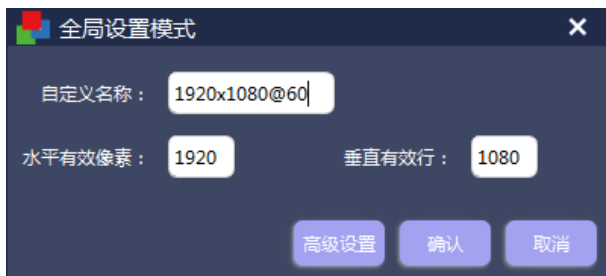 全局设置模式
自定义名称： 1920x1080@60
水平有效像素： 1920 垂直有效行： 1080
高级设置 确认 取消